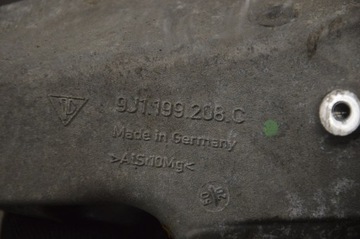 9J1.199.208.C
Made in Germany
>AlSi10Mg<